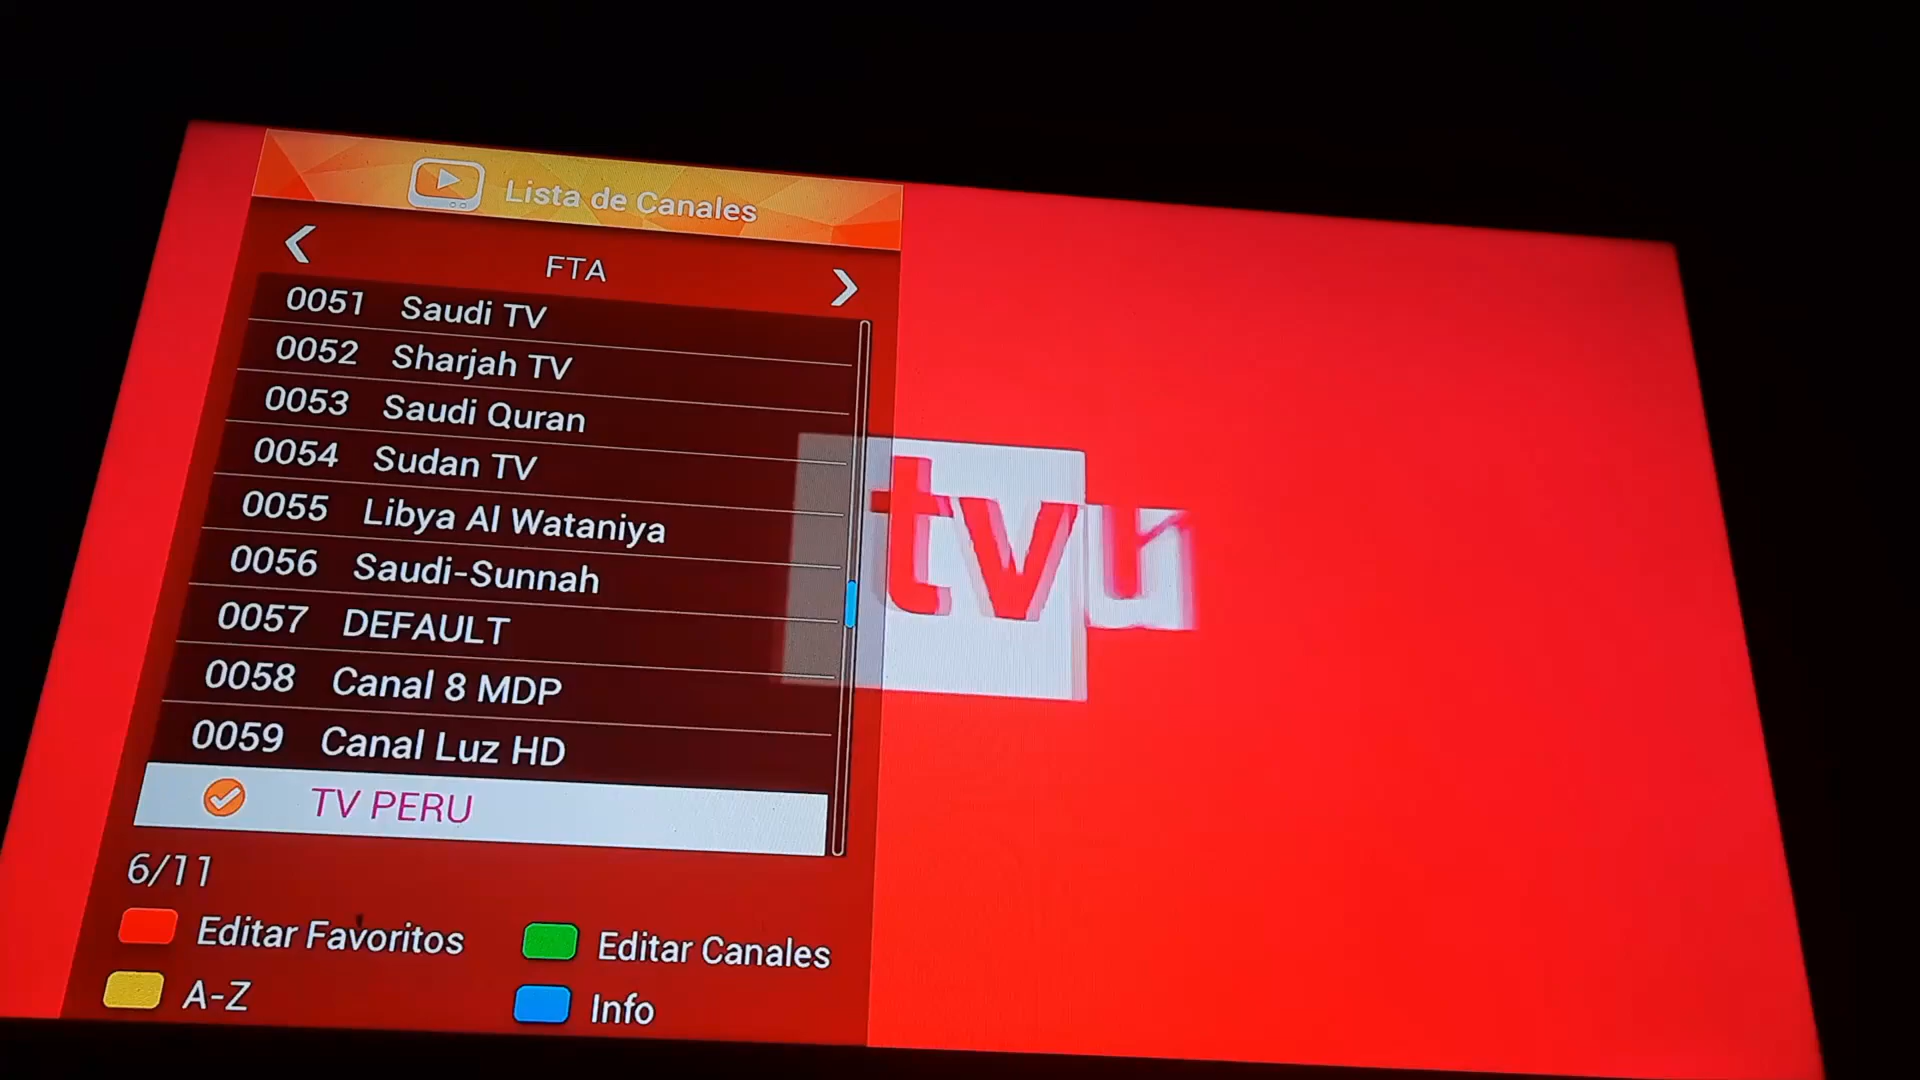 Lista de Canales
FTA
0051 Saudi TV
0052 Sharjah TV
0053 Saudi Quran
0054 Sudan TV
0055 Libya Al Wataniya
0056 Saudi-Sunnah
0057 DEFAULT
0058 Canal 8 MDP
0059 Canal Luz HD
TV PERU
6/11
Editar Favoritos
Editar Canales
A-Z
Info
tv